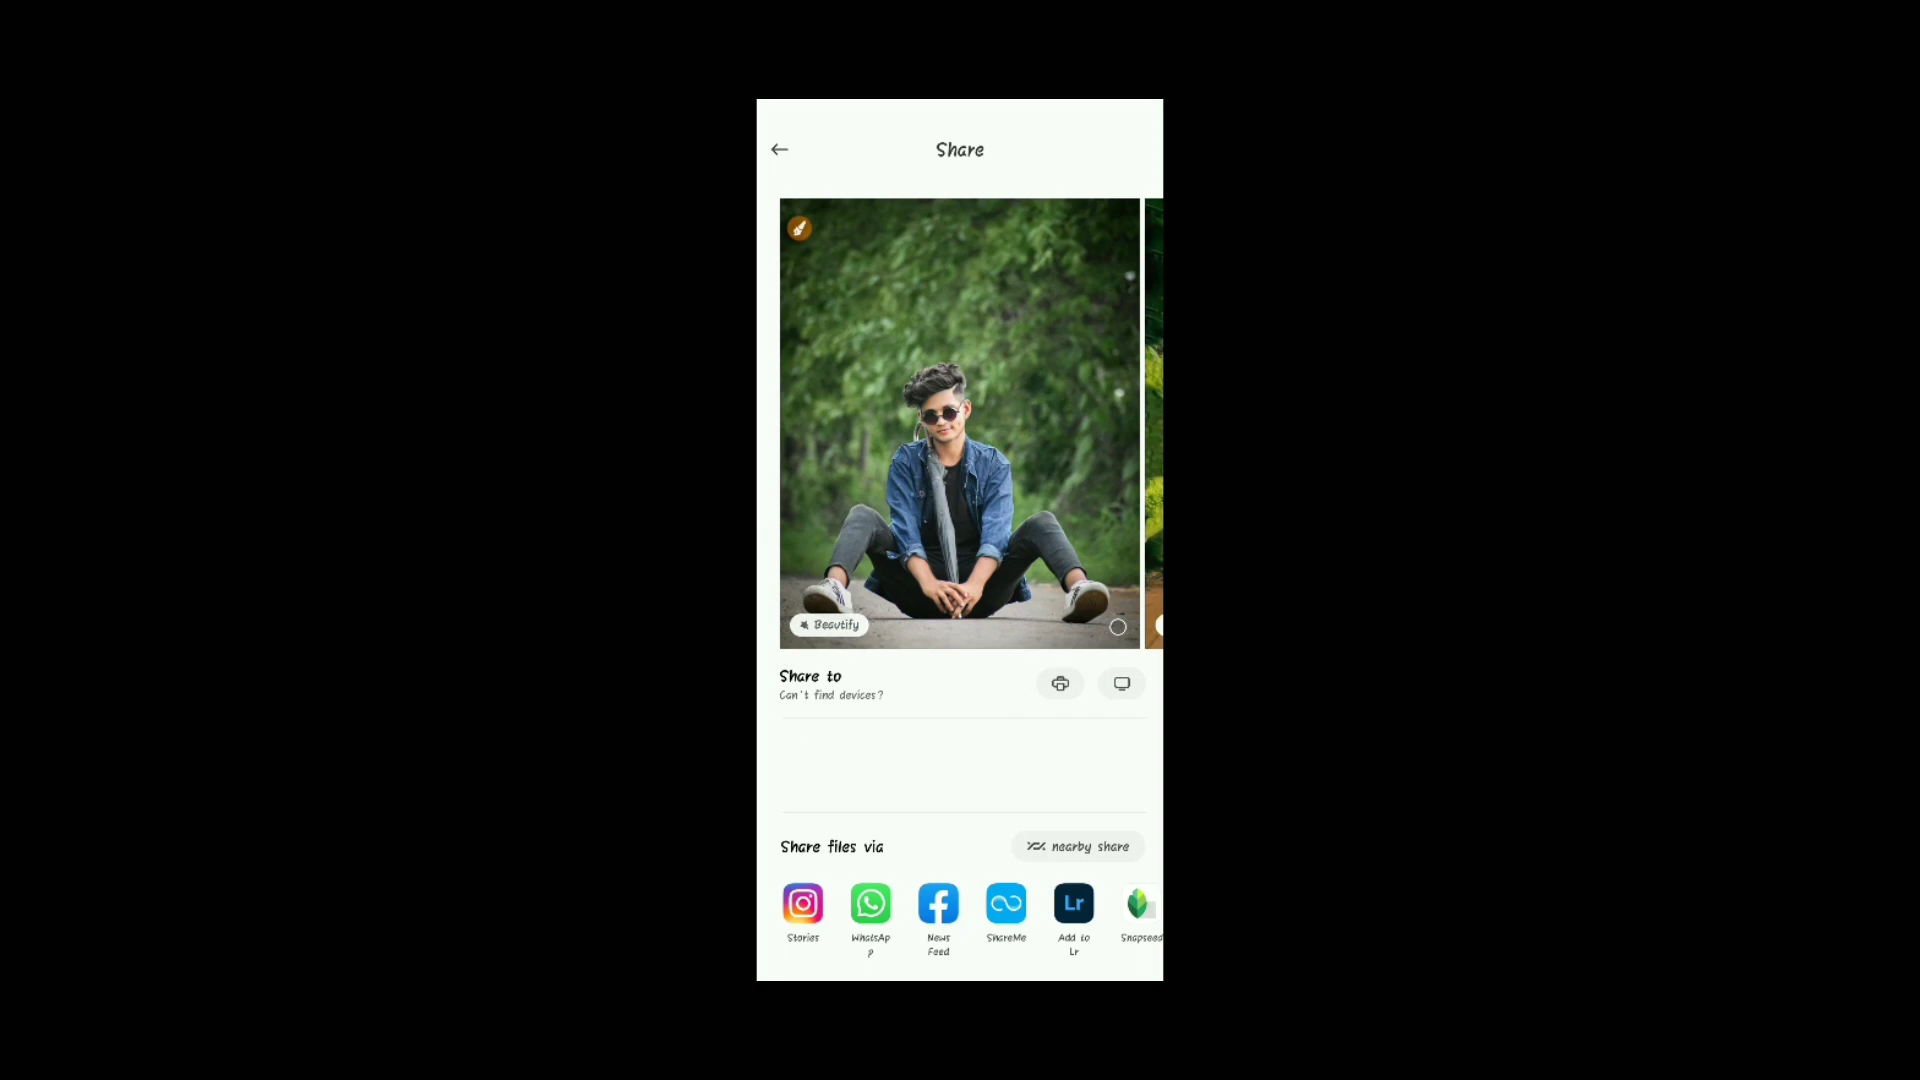 Share
Beautify
Share to
Can't find devices?
Share files via
nearby share
Lr
Stories
WhatsAp
p
News
Feed
ShareMe
Add to
Lr
Snapseed